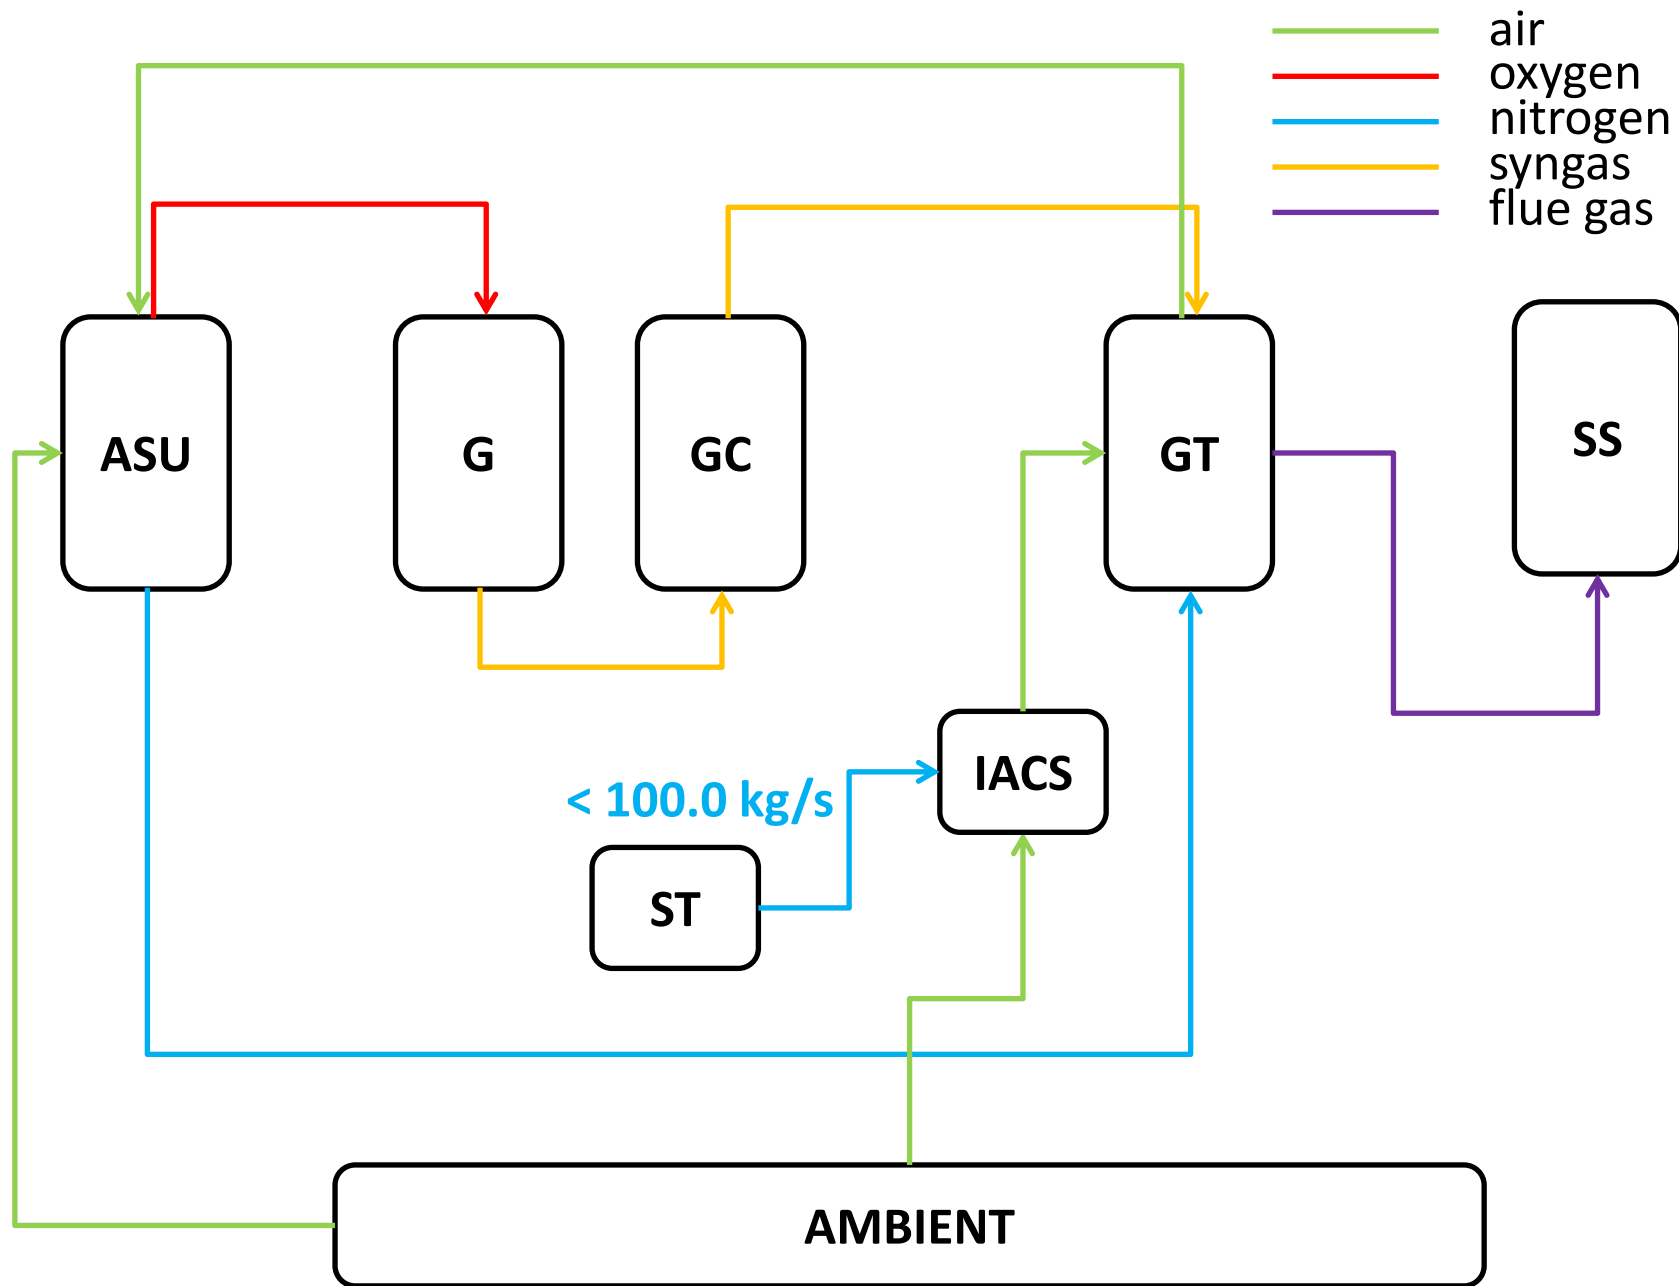 air
oxygen
nitrogen
syngas
flue gas
ASU
G
GC
GT
SS
IACS
< 100.0 kg/s
ST
AMBIENT